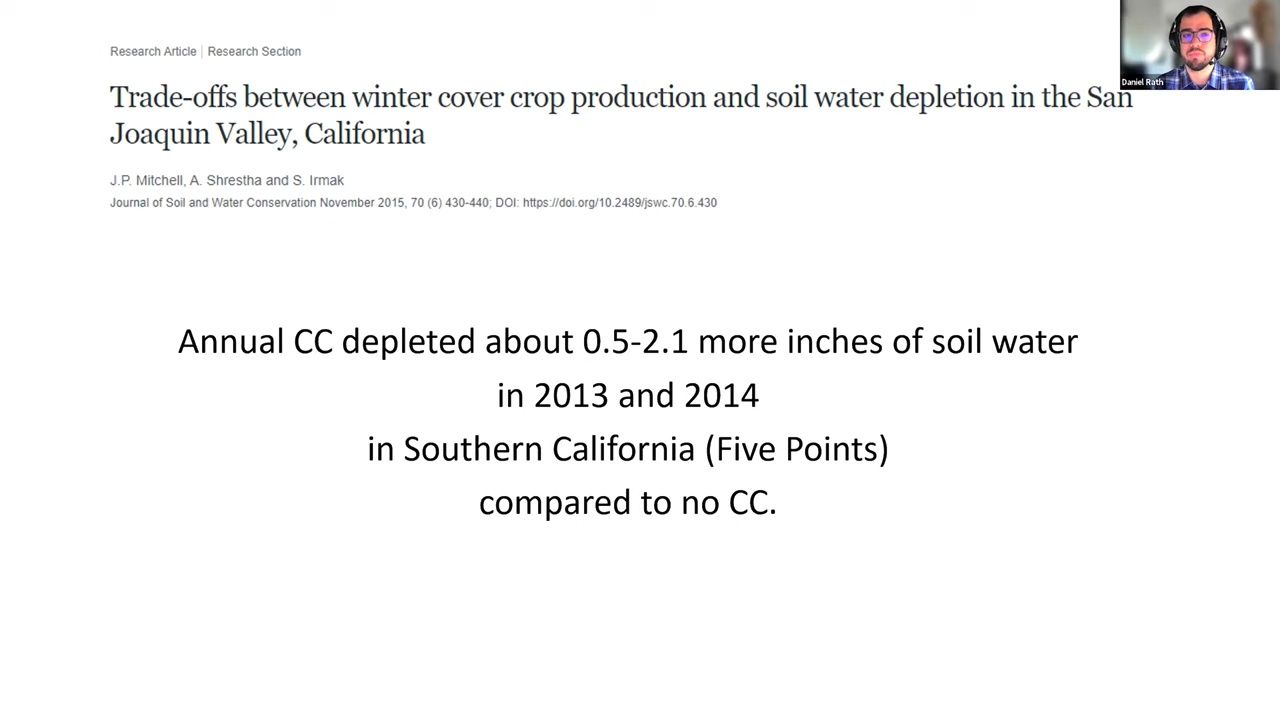 Research Article | Research Section
Trade-offs between winter cover crop production and soil water depletion in the San
Joaquin Valley, California
J.P. Mitchell, A. Shrestha and S. Irmak
Journal of Soil and Water Conservation November 2015, 70 (6) 430-440; DOI: https://doi.org/10.2489/jswc.70.6.430
Daniel Rath
Annual CC depleted about 0.5-2.1 more inches of soil water
in 2013 and 2014
in Southern California (Five Points)
compared to no CC.